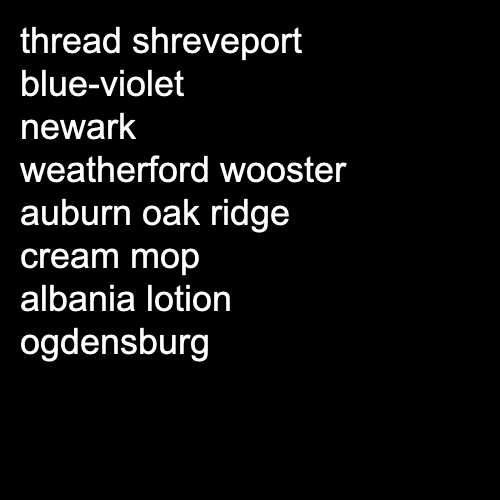 thread shreveport
blue-violet
newark
weatherford wooster
auburn oak ridge
cream mop
albania lotion
ogdensburg